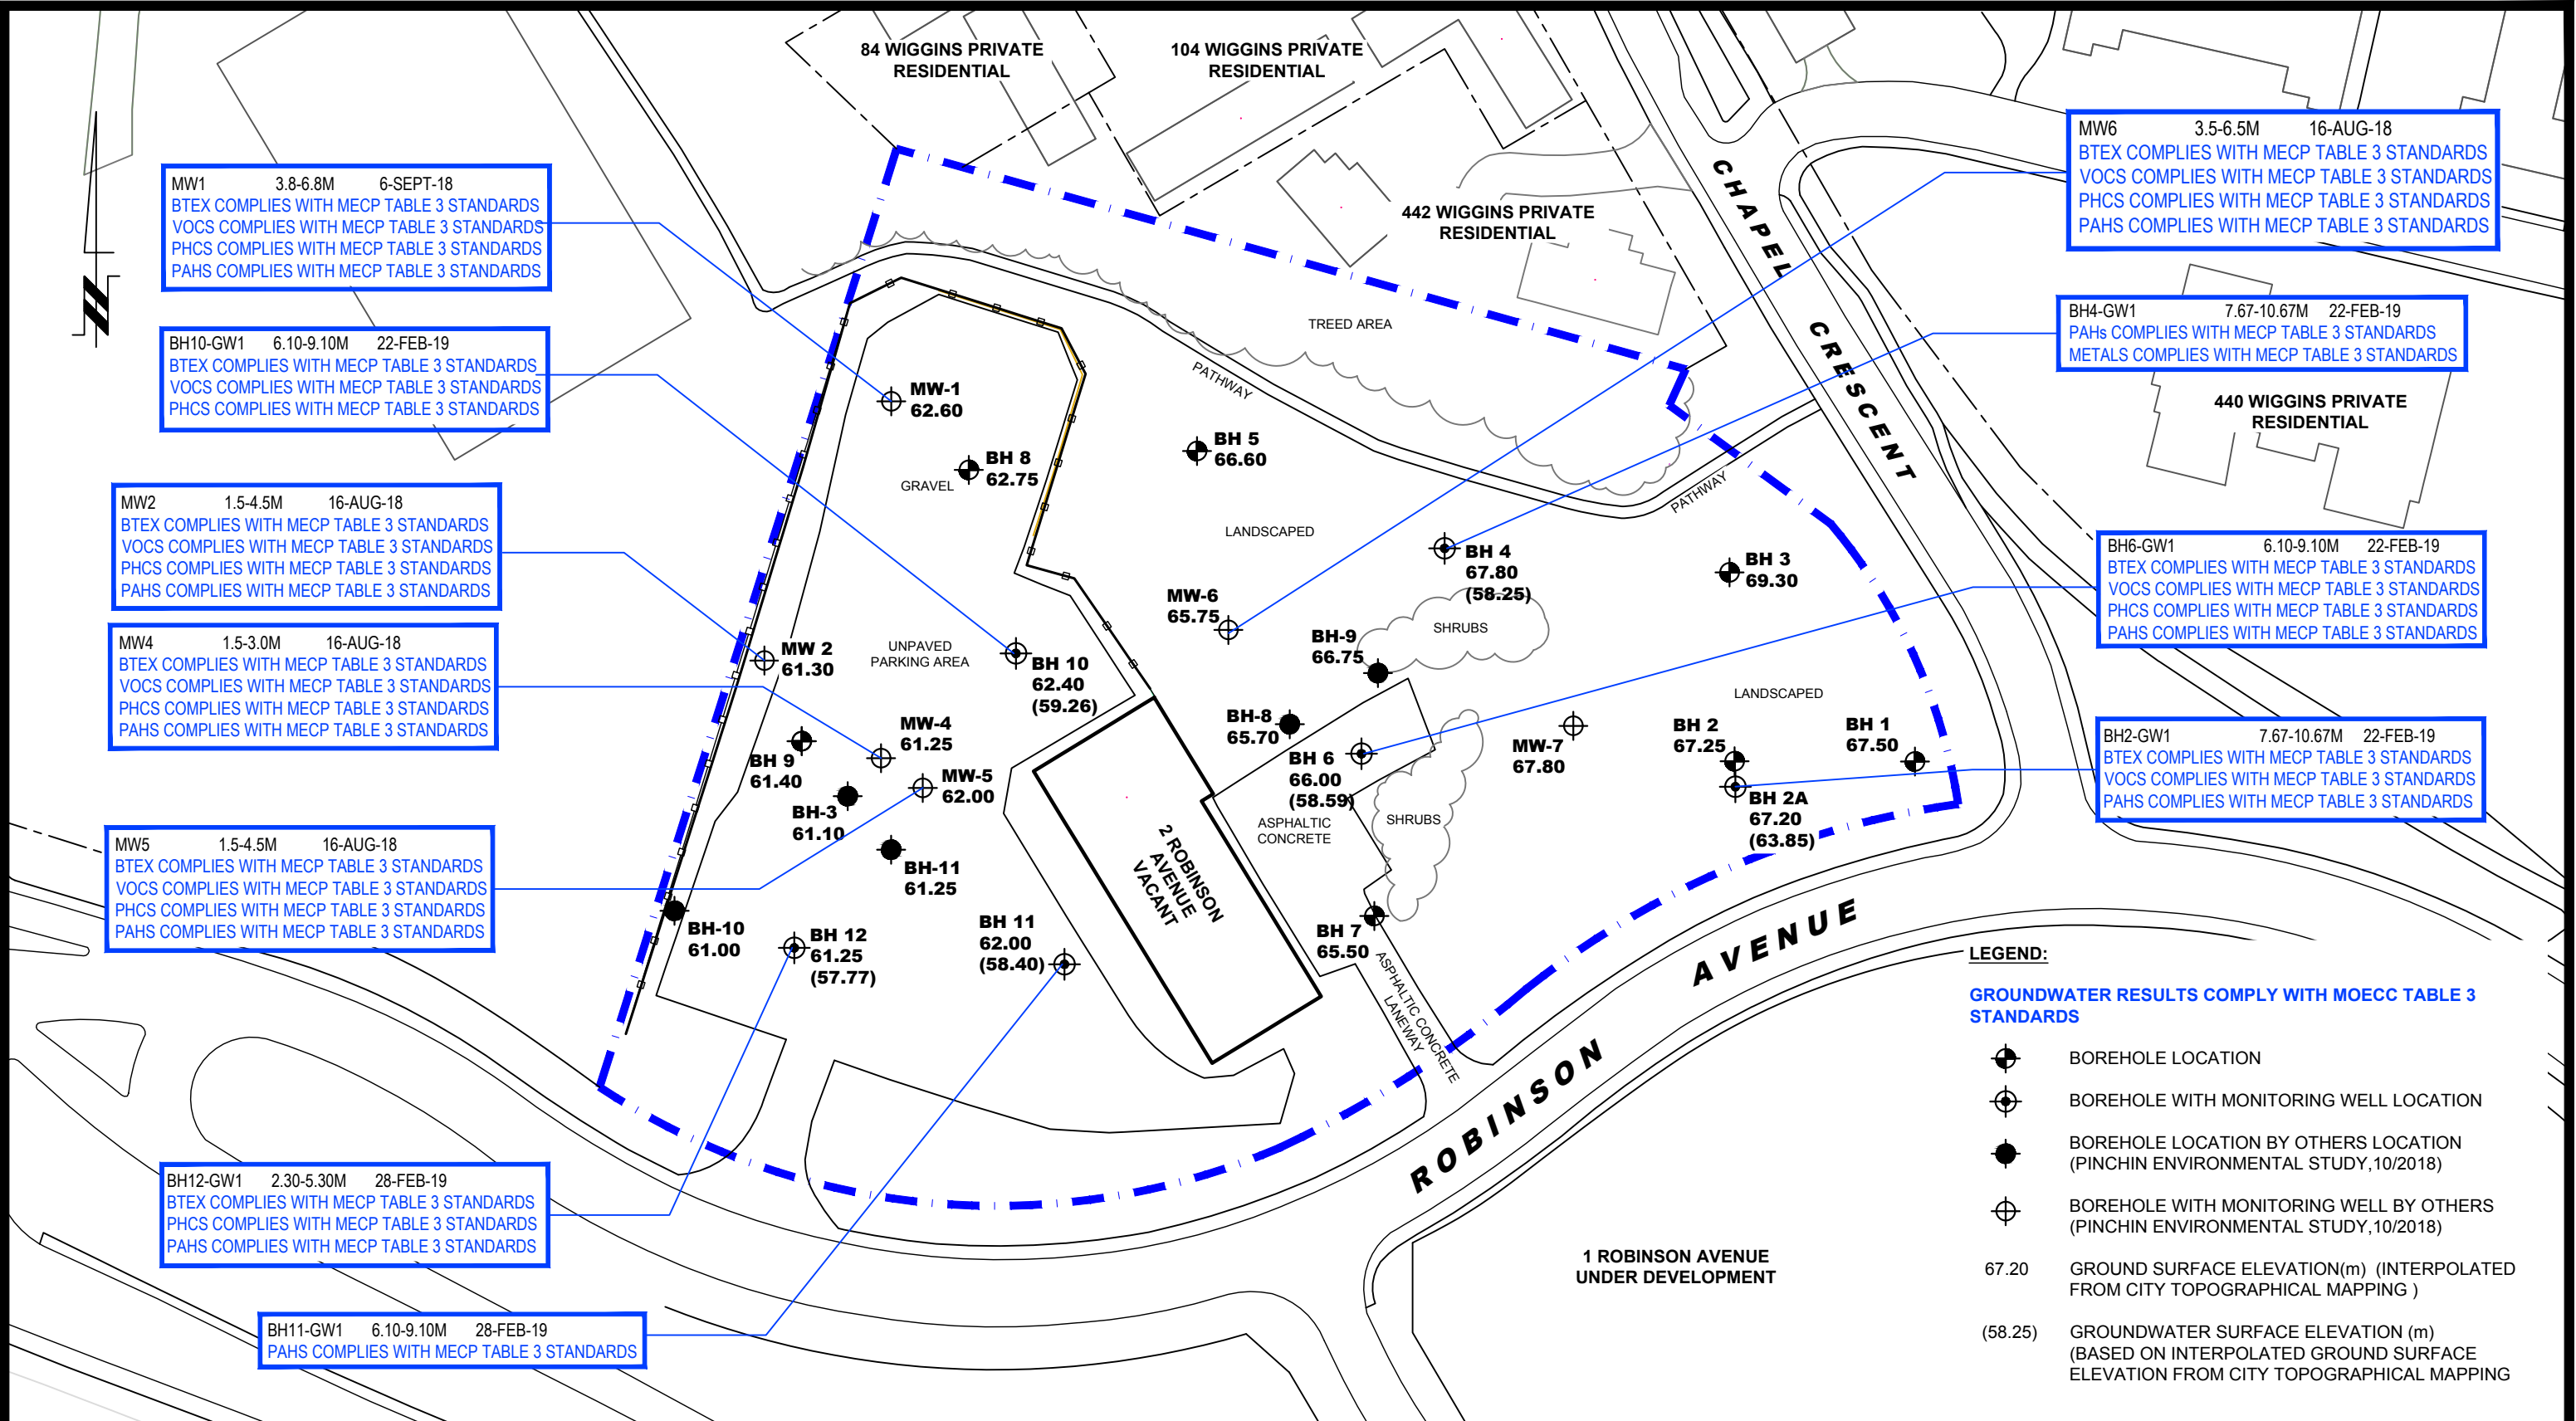 84 WIGGINS PRIVATE
RESIDENTIAL
104 WIGGINS PRIVATE
RESIDENTIAL
442 WIGGINS PRIVATE
RESIDENTIAL
440 WIGGINS PRIVATE
RESIDENTIAL
CHAPEL CRESCENT
MW1 3.8-6.8M 6-SEPT-18
BTEX COMPLIES WITH MECP TABLE 3 STANDARDS
VOCS COMPLIES WITH MECP TABLE 3 STANDARDS
PHCS COMPLIES WITH MECP TABLE 3 STANDARDS
PAHS COMPLIES WITH MECP TABLE 3 STANDARDS
BH10-GW1 6.10-9.10M 22-FEB-19
BTEX COMPLIES WITH MECP TABLE 3 STANDARDS
VOCS COMPLIES WITH MECP TABLE 3 STANDARDS
PHCS COMPLIES WITH MECP TABLE 3 STANDARDS
MW2 1.5-4.5M 16-AUG-18
BTEX COMPLIES WITH MECP TABLE 3 STANDARDS
VOCS COMPLIES WITH MECP TABLE 3 STANDARDS
PHCS COMPLIES WITH MECP TABLE 3 STANDARDS
PAHS COMPLIES WITH MECP TABLE 3 STANDARDS
MW4 1.5-3.0M 16-AUG-18
BTEX COMPLIES WITH MECP TABLE 3 STANDARDS
VOCS COMPLIES WITH MECP TABLE 3 STANDARDS
PHCS COMPLIES WITH MECP TABLE 3 STANDARDS
PAHS COMPLIES WITH MECP TABLE 3 STANDARDS
MW5 1.5-4.5M 16-AUG-18
BTEX COMPLIES WITH MECP TABLE 3 STANDARDS
VOCS COMPLIES WITH MECP TABLE 3 STANDARDS
PHCS COMPLIES WITH MECP TABLE 3 STANDARDS
PAHS COMPLIES WITH MECP TABLE 3 STANDARDS
BH12-GW1 2.30-5.30M 28-FEB-19
BTEX COMPLIES WITH MECP TABLE 3 STANDARDS
PHCS COMPLIES WITH MECP TABLE 3 STANDARDS
PAHS COMPLIES WITH MECP TABLE 3 STANDARDS
BH11-GW1 6.10-9.10M 28-FEB-19
PAHS COMPLIES WITH MECP TABLE 3 STANDARDS
MW6 3.5-6.5M 16-AUG-18
BTEX COMPLIES WITH MECP TABLE 3 STANDARDS
VOCS COMPLIES WITH MECP TABLE 3 STANDARDS
PHCS COMPLIES WITH MECP TABLE 3 STANDARDS
PAHS COMPLIES WITH MECP TABLE 3 STANDARDS
BH4-GW1 7.67-10.67M 22-FEB-19
PAHs COMPLIES WITH MECP TABLE 3 STANDARDS
METALS COMPLIES WITH MECP TABLE 3 STANDARDS
BH6-GW1 6.10-9.10M 22-FEB-19
BTEX COMPLIES WITH MECP TABLE 3 STANDARDS
VOCS COMPLIES WITH MECP TABLE 3 STANDARDS
PHCS COMPLIES WITH MECP TABLE 3 STANDARDS
PAHS COMPLIES WITH MECP TABLE 3 STANDARDS
BH2-GW1 7.67-10.67M 22-FEB-19
BTEX COMPLIES WITH MECP TABLE 3 STANDARDS
VOCS COMPLIES WITH MECP TABLE 3 STANDARDS
PAHS COMPLIES WITH MECP TABLE 3 STANDARDS
TREED AREA
PATHWAY
PATHWAY
MW-1
62.60
BH 8
62.75
GRAVEL
BH 5
66.60
LANDSCAPED
BH 4
67.80
(58.25)
BH 3
69.30
MW-6
65.75
SHRUBS
BH-9
66.75
MW 2
61.30
UNPAVED
PARKING AREA
BH 10
62.40
(59.26)
LANDSCAPED
MW-4
61.25
BH 9
61.40
MW-5
62.00
BH-3
61.10
BH-11
61.25
BH-8
65.70
BH 6
66.00
(58.59)
MW-7
67.80
BH 2
67.25
BH 1
67.50
BH 2A
67.20
(63.85)
ASPHALTIC
CONCRETE
SHRUBS
2 ROBINSON
AVENUE
VACANT
BH-10
61.00
BH 12
61.25
(57.77)
BH 11
62.00
(58.40)
BH 7
65.50
ASPHALTIC CONCRETE
LANEWAY
ROBINSON AVENUE
1 ROBINSON AVENUE
UNDER DEVELOPMENT
LEGEND:
GROUNDWATER RESULTS COMPLY WITH MOECC TABLE 3
STANDARDS
BOREHOLE LOCATION
BOREHOLE WITH MONITORING WELL LOCATION
BOREHOLE LOCATION BY OTHERS LOCATION
(PINCHIN ENVIRONMENTAL STUDY,10/2018)
BOREHOLE WITH MONITORING WELL BY OTHERS
(PINCHIN ENVIRONMENTAL STUDY,10/2018)
67.20 GROUND SURFACE ELEVATION(m) (INTERPOLATED
FROM CITY TOPOGRAPHICAL MAPPING )
(58.25) GROUNDWATER SURFACE ELEVATION (m)
(BASED ON INTERPOLATED GROUND SURFACE
ELEVATION FROM CITY TOPOGRAPHICAL MAPPING